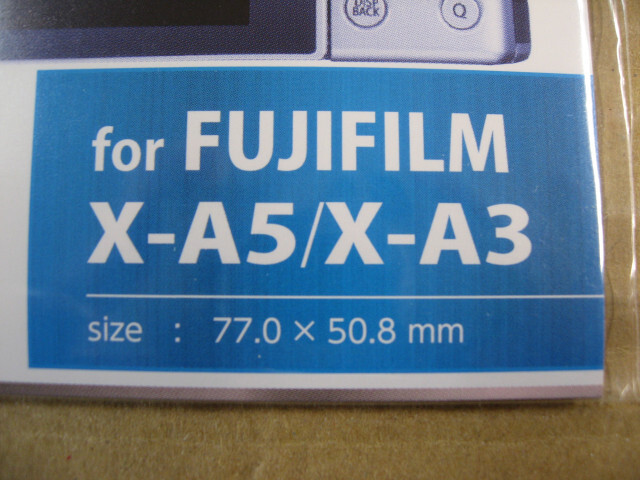 DISP
BACK
Q
for FUJIFILM
X-A5/X-A3
size : 77.0 × 50.8 mm